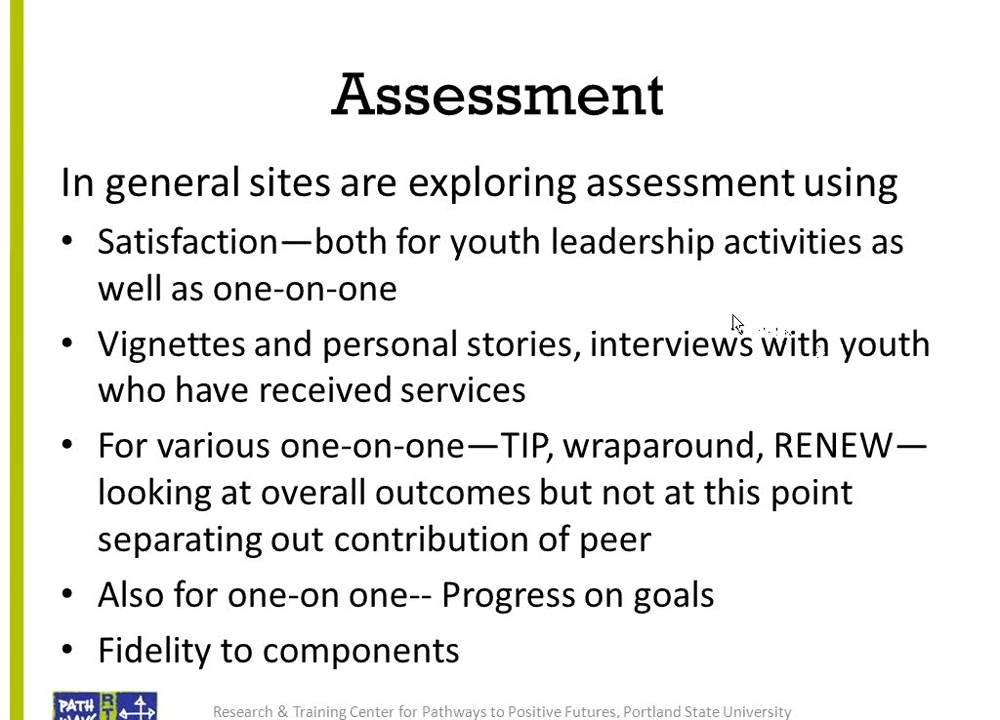 Assessment
In general sites are exploring assessment using
• Satisfaction—both for youth leadership activities as
well as one-on-one
• Vignettes and personal stories, interviews with youth
who have received services
• For various one-on-one—TIP, wraparound, RENEW—
looking at overall outcomes but not at this point
separating out contribution of peer
• Also for one-on one-- Progress on goals
• Fidelity to components
PATH
Research & Training Center for Pathways to Positive Futures, Portland State University